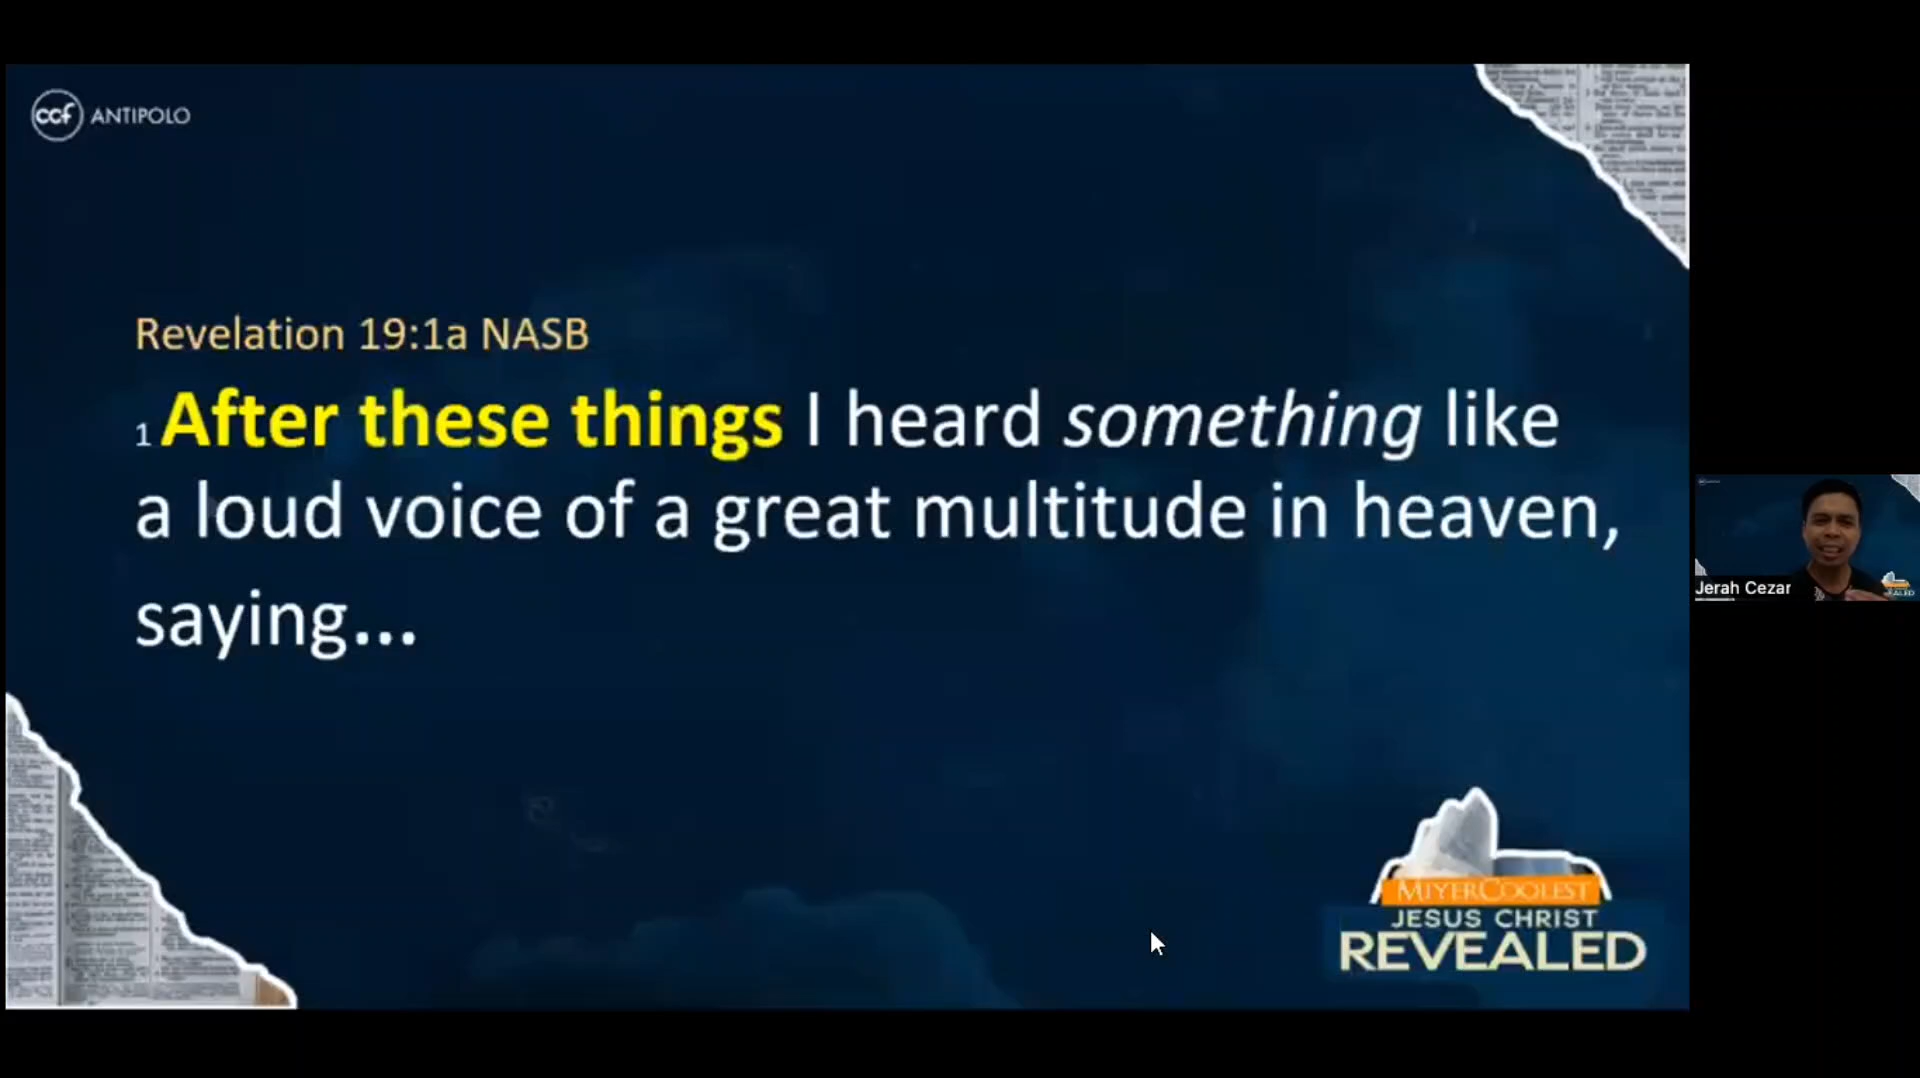 ccf ANTIPOLO
Revelation 19:1a NASB
1 After these things I heard something like
a loud voice of a great multitude in heaven,
saying...
Jerah Cezar
MIYERCOOLEST
JESUS CHRIST
REVEALED